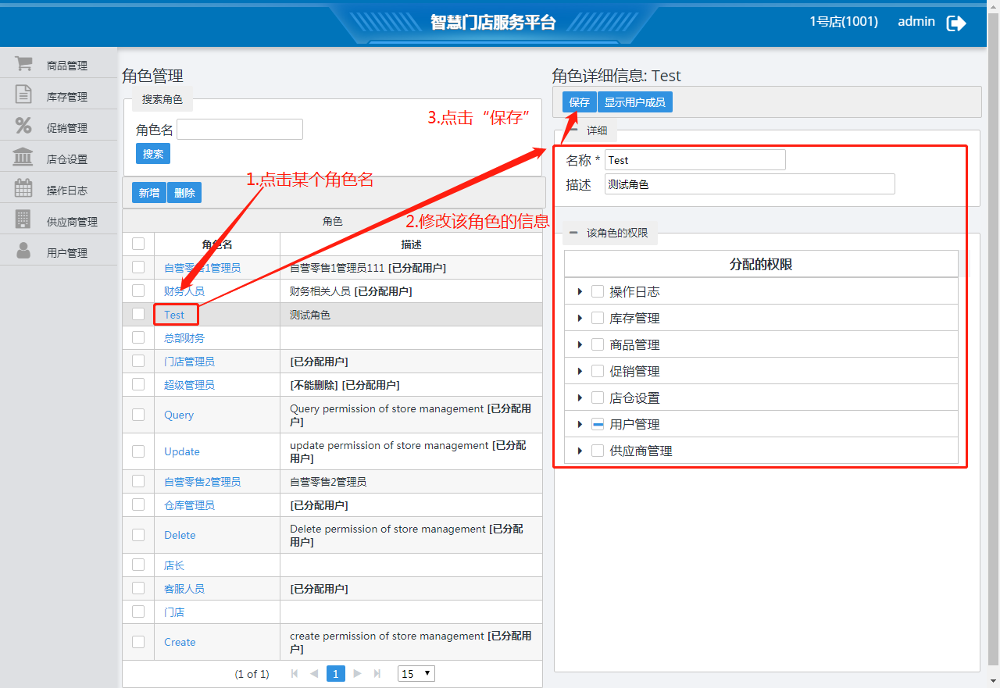 智慧门店服务平台
1号店(1001)
admin
商品管理
库存管理
促销管理
店仓设置
操作日志
供应商管理
用户管理
角色管理
搜索角色
角色名
搜索
新增
删除
角色
角色名
描述
自营零售1管理员
自营零售1管理员111 [已分配用户]
财务人员
财务相关人员 [已分配用户]
Test
测试角色
总部财务
门店管理员
[已分配用户]
超级管理员
[不能删除] [已分配用户]
Query
Query permission of store management [已分配用
户]
Update
update permission of store management [已分配
用户]
自营零售2管理员
自营零售2管理员
仓库管理员
[已分配用户]
Delete
Delete permission of store management [已分配
用户]
店长
客服人员
[已分配用户]
门店
Create
create permission of store management [已分配用
户]
(1 of 1)
1
15
1.点击某个角色名
2.修改该角色的信息
3.点击“保存”
角色详细信息: Test
保存
显示用户成员
详细
名称 *
Test
描述
测试角色
该角色的权限
分配的权限
操作日志
库存管理
商品管理
促销管理
店仓设置
用户管理
供应商管理